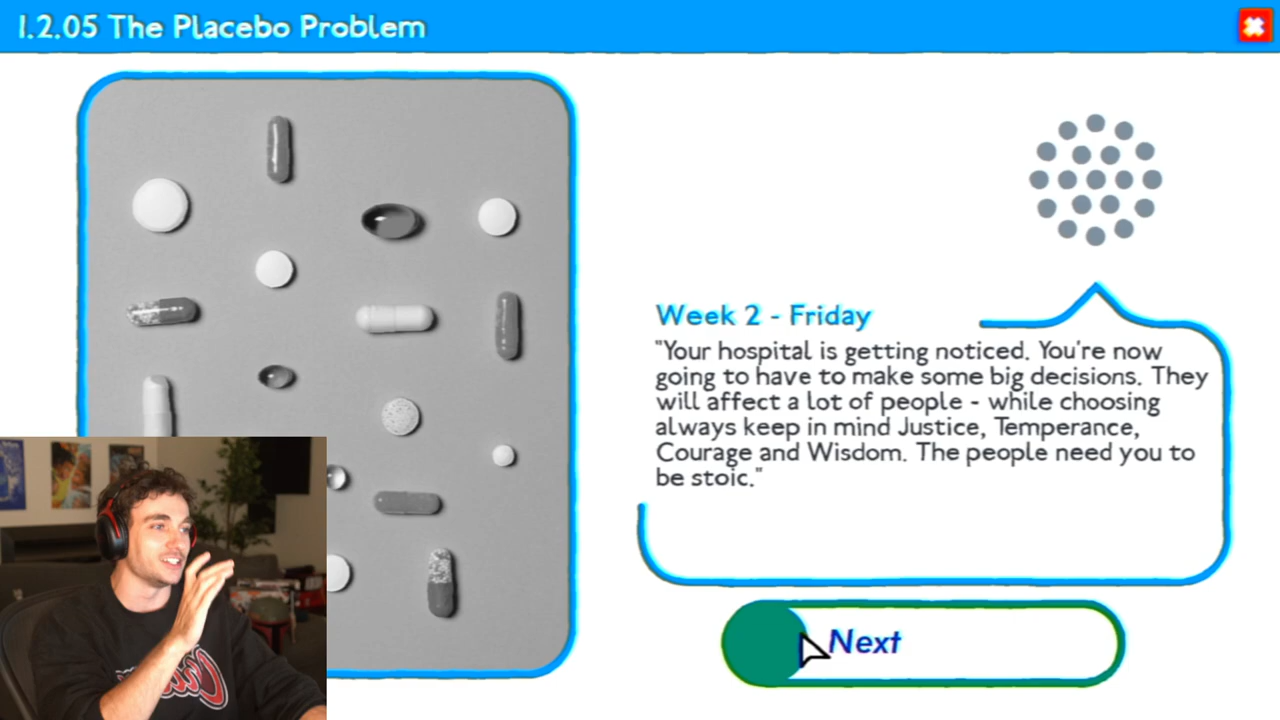 1.2.05 The Placebo Problem
Week 2 - Friday
"Your hospital is getting noticed. You're now
going to have to make some big decisions. They
will affect a lot of people - while choosing
always keep in mind Justice, Temperance,
Courage and Wisdom. The people need you to
be stoic."
Next